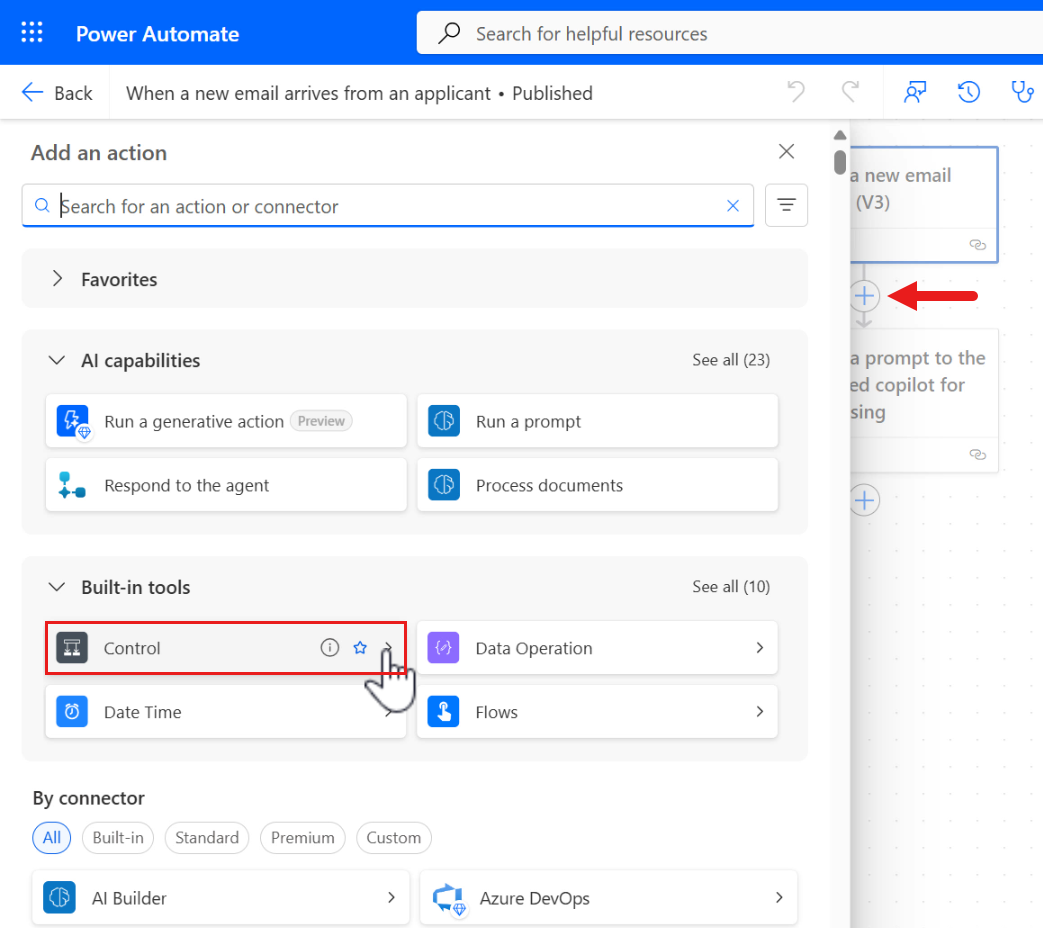 Power Automate
Search for helpful resources
Back
When a new email arrives from an applicant • Published
Add an action
Search for an action or connector
Favorites
AI capabilities
See all (23)
Run a generative action Preview
Run a prompt
Respond to the agent
Process documents
Built-in tools
See all (10)
Control
Data Operation
Date Time
Flows
By connector
All
Built-in
Standard
Premium
Custom
AI Builder
Azure DevOps
a new email
(V3)
a prompt to the
ed copilot for
sing